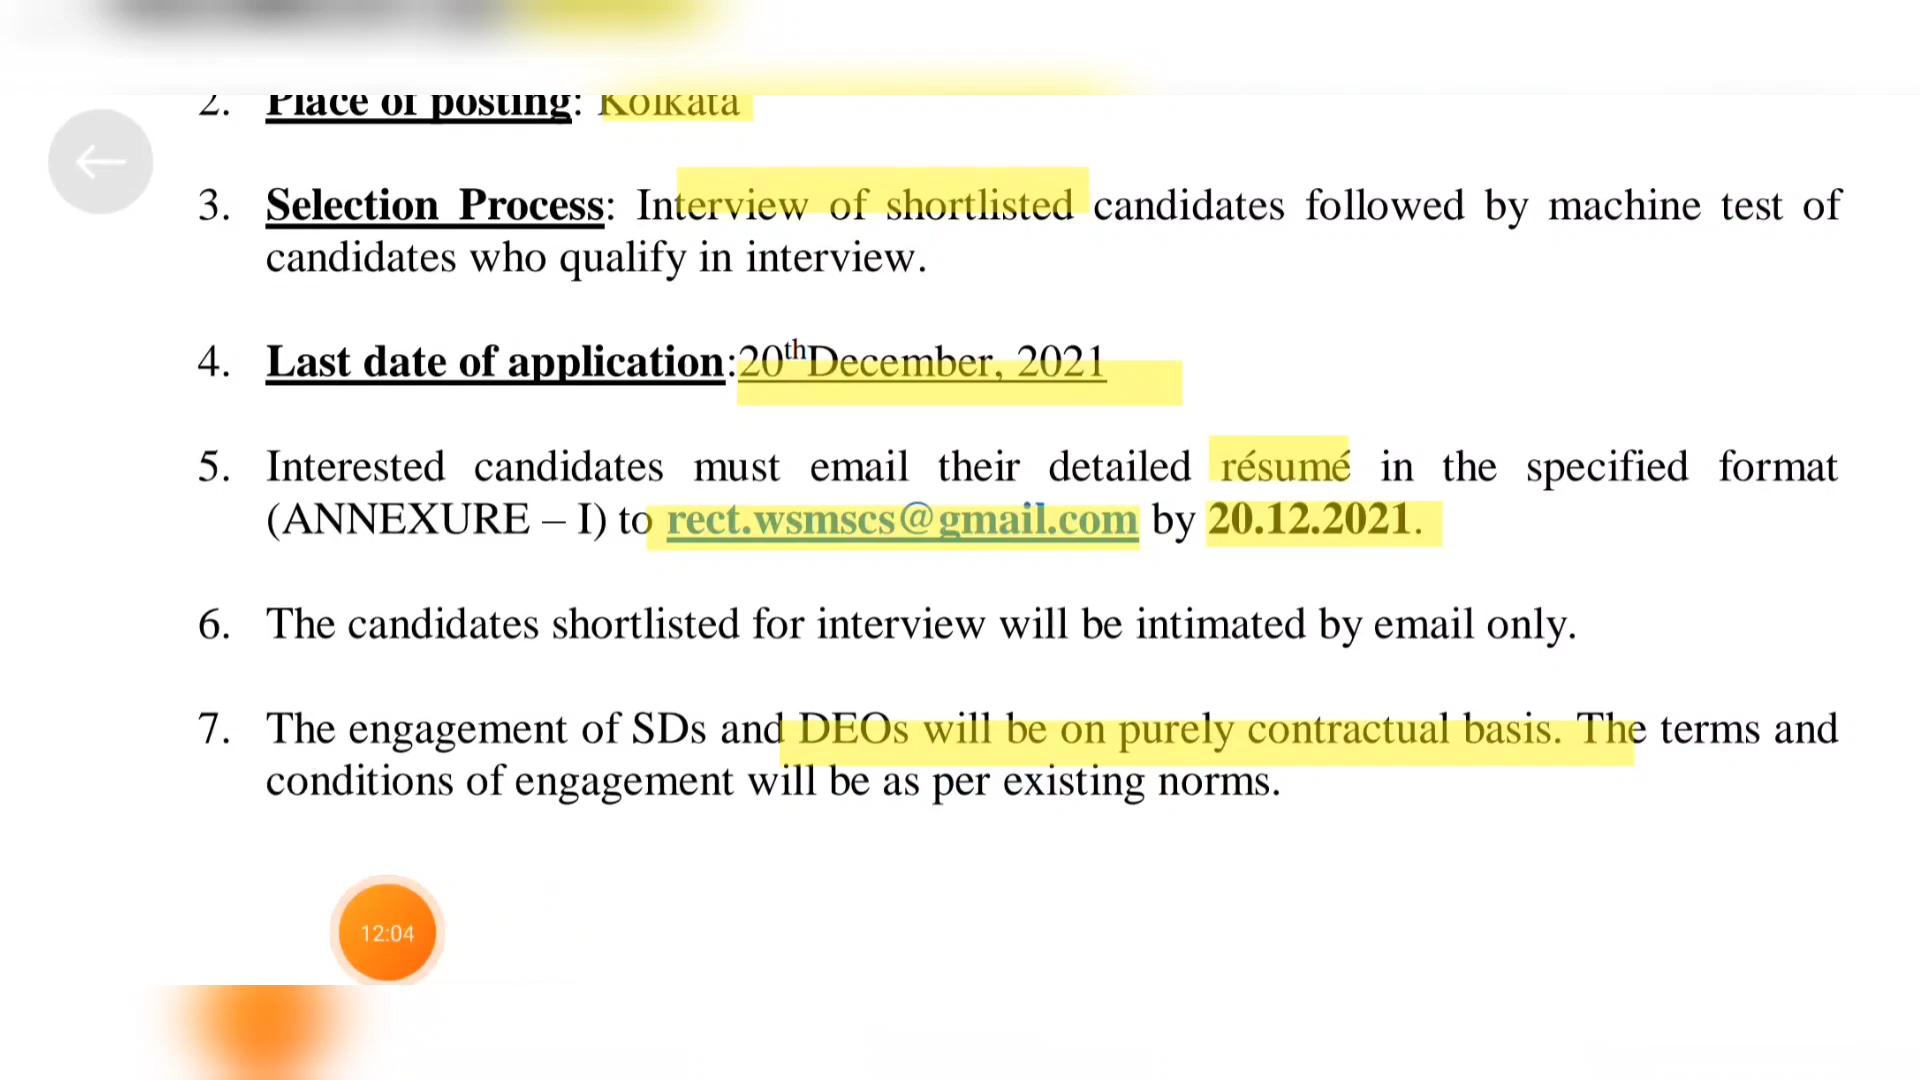 2. Place of posting: Kolkata
3. Selection Process: Interview of shortlisted candidates followed by machine test of
candidates who qualify in interview.
4. Last date of application:20thDecember, 2021
5. Interested candidates must email their detailed résumé in the specified format
(ANNEXURE – I) to rect.wsmscs@gmail.com by 20.12.2021.
6. The candidates shortlisted for interview will be intimated by email only.
7. The engagement of SDs and DEOs will be on purely contractual basis. The terms and
conditions of engagement will be as per existing norms.
12:04